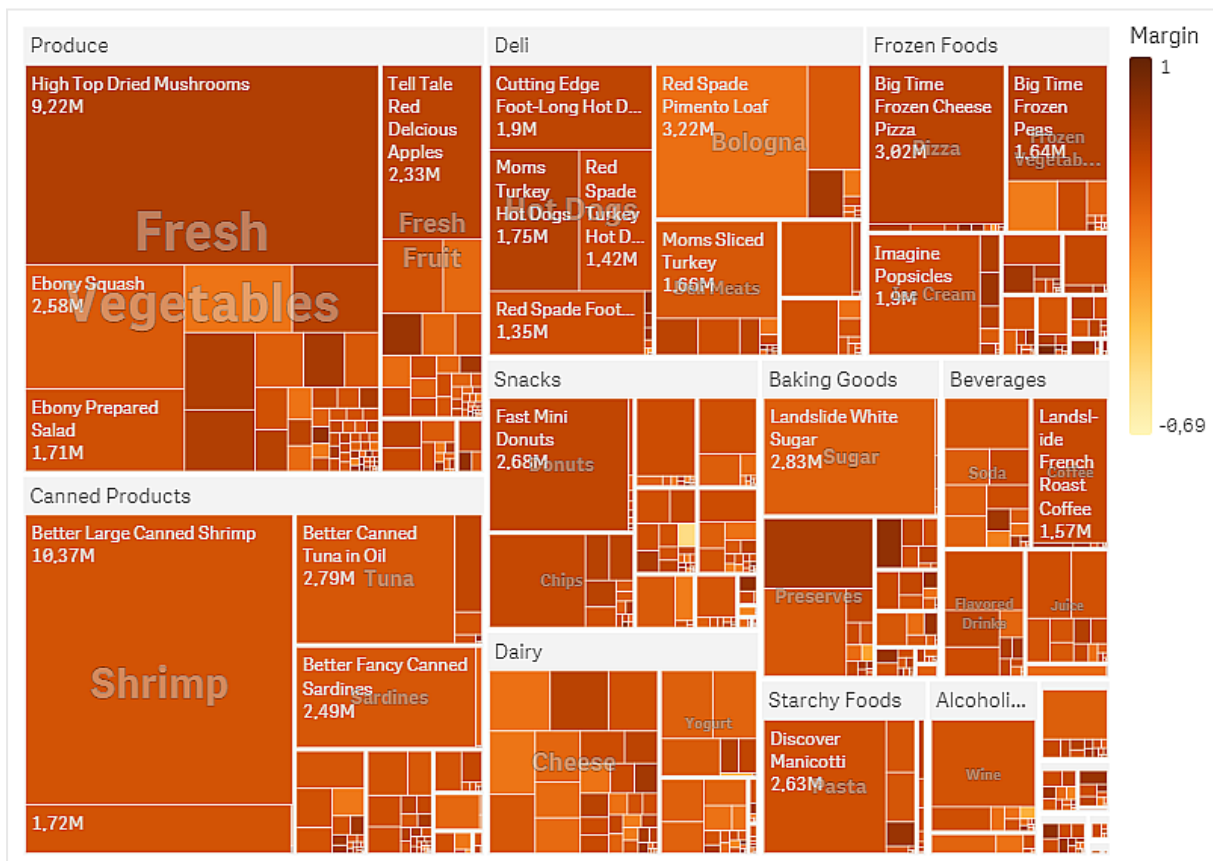 Produce
High Top Dried Mushrooms
9,22M
Fresh
Vegetables
Ebony Squash
2,58M
Ebony Prepared
Salad
1,71M
Tell Tale
Red
Delcious
Apples
2,33M
Fresh
Fruit
Canned Products
Better Large Canned Shrimp
10,37M
Shrimp
1,72M
Better Canned
Tuna in Oil
2,79M
Tuna
Better Fancy Canned
Sardines
2,49M
Sardines
Deli
Cutting Edge
Foot-Long Hot D...
1,9M
Moms
Turkey
Hot Dogs
1,75M
Red
Spade
Turkey
Hot D...
1,42M
Hot Dogs
Red Spade Foot...
1,35M
Red Spade
Pimento Loaf
3,22M
Bologna
Moms Sliced
Turkey
1,66M
Deli Meats
Frozen Foods
Big Time
Frozen Cheese
Pizza
3,02M
Pizza
Big Time
Frozen
Peas
1,64M
Frozen
Vegetab...
Imagine
Popsicles
1,9M
Ice Cream
Snacks
Fast Mini
Donuts
2,68M
Donuts
Chips
Dairy
Cheese
Yogurt
Baking Goods
Landslide White
Sugar
2,83M
Sugar
Preserves
Beverages
Soda
Landsl-
ide
French
Roast
Coffee
1,57M
Coffee
Flavored
Drinks
Juice
Starchy Foods
Discover
Manicotti
2,63M
Pasta
Alcoholi...
Wine
Margin
1
-0,69